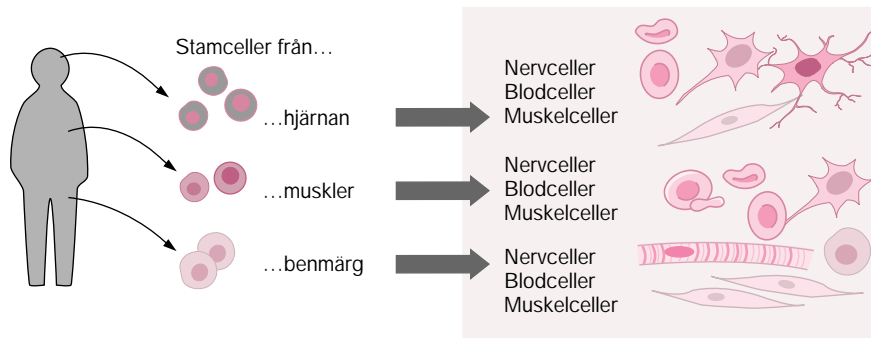 Stamceller från…
…hjärnan
Nervceller
Blodceller
Muskelceller
…muskler
Nervceller
Blodceller
Muskelceller
…benmärg
Nervceller
Blodceller
Muskelceller